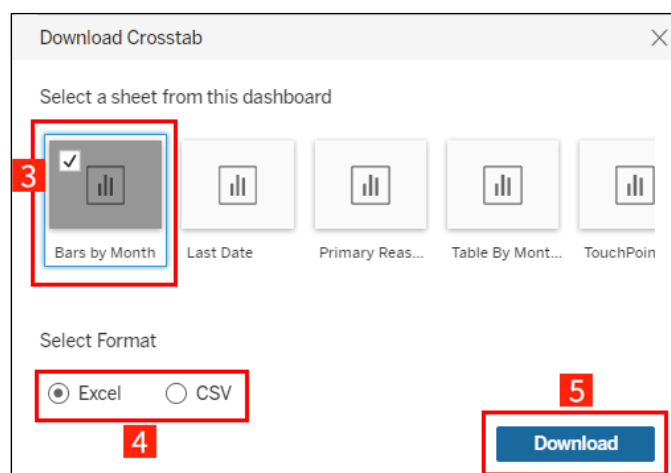 Download Crosstab
Select a sheet from this dashboard
3
Bars by Month
Last Date
Primary Reas...
Table By Mont...
TouchPoin
Select Format
Excel
CSV
4
5
Download